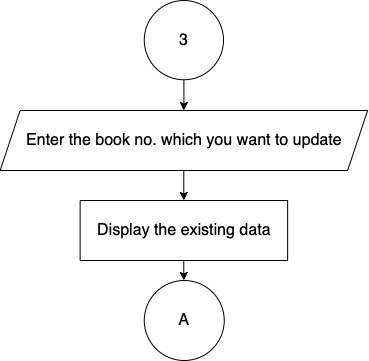 3
Enter the book no. which you want to update
Display the existing data
A